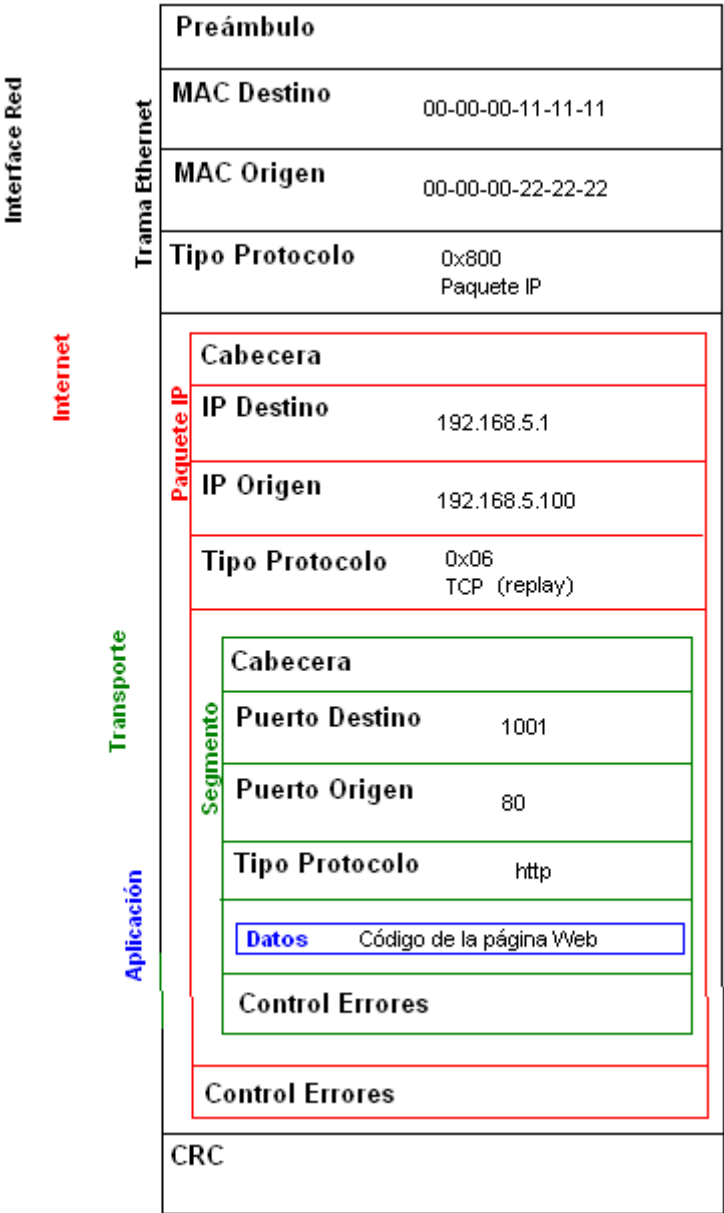 Interface Red
Trama Ethernet
Preámbulo
MAC Destino 00-00-00-11-11-11
MAC Origen 00-00-00-22-22-22
Tipo Protocolo 0x800
Paquete IP
Internet
Paquete IP
Cabecera
IP Destino 192.168.5.1
IP Origen 192.168.5.100
Tipo Protocolo 0x06
TCP (replay)
Transporte
Segmento
Cabecera
Puerto Destino 1001
Puerto Origen 80
Tipo Protocolo http
Aplicación
Datos Código de la página Web
Control Errores
Control Errores
CRC